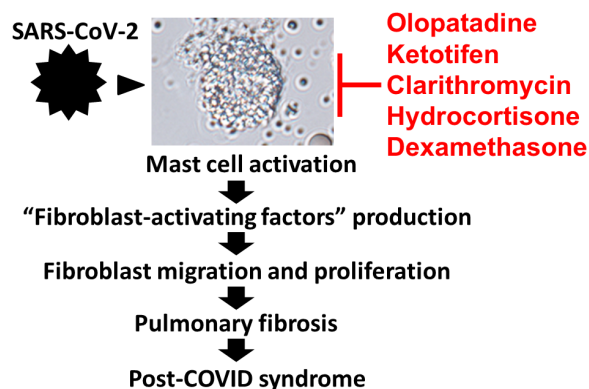 SARS-CoV-2
Olopatadine
Ketotifen
Clarithromycin
Hydrocortisone
Dexamethasone
Mast cell activation
“Fibroblast-activating factors” production
Fibroblast migration and proliferation
Pulmonary fibrosis
Post-COVID syndrome